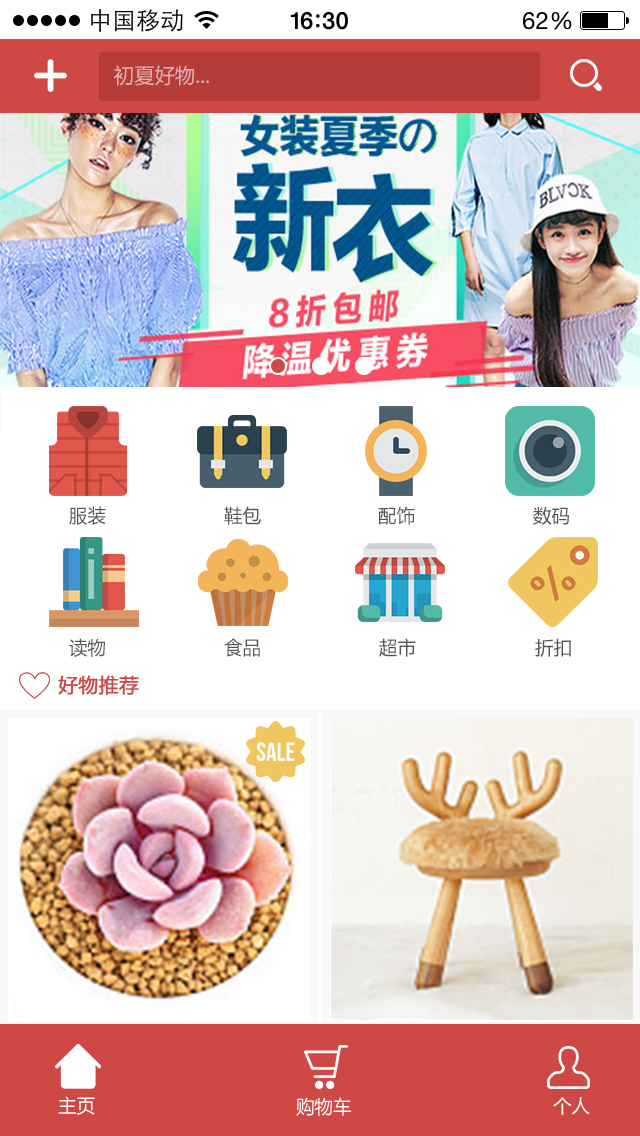 中国移动 16:30 62%
初夏好物...
女装夏季の
新衣
BLVCK
8折包邮
降温优惠券
服装 鞋包 配饰 数码
读物 食品 超市 折扣
好物推荐
SALE
主页 购物车 个人